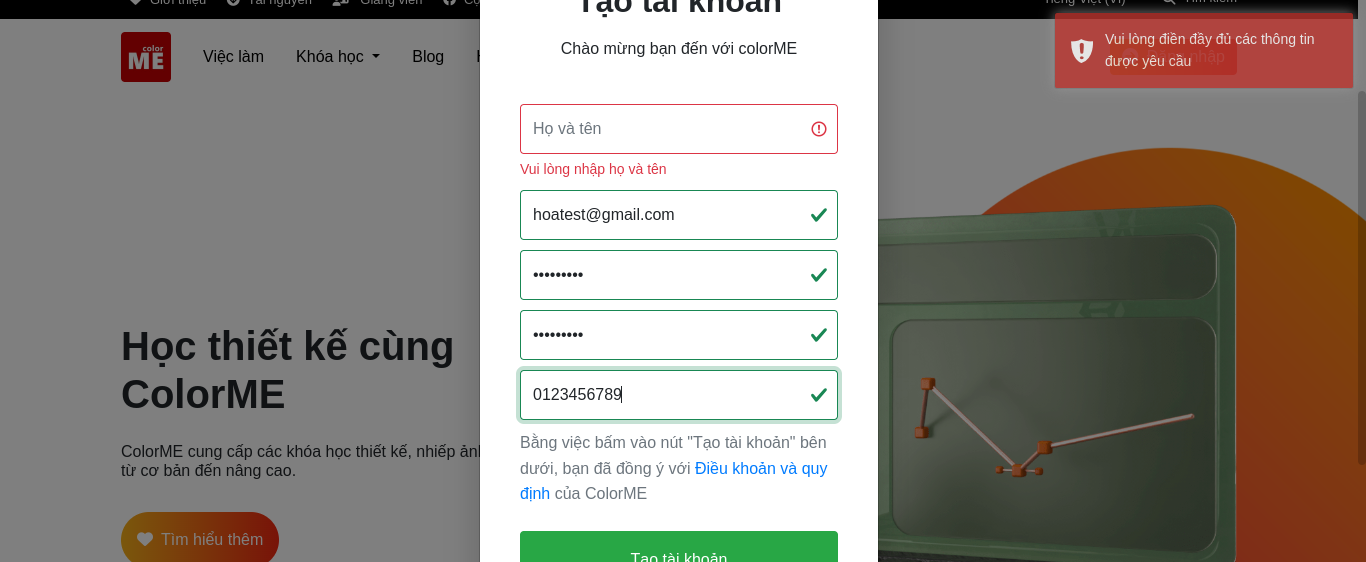 Giới thiệu
Tài nguyên
Giảng viên
Tiếng Việt (VI)
Tìm kiếm
color
ME
Việc làm
Khóa học
Blog
Tạo tài khoản
Chào mừng bạn đến với colorME
Vui lòng điền đầy đủ các thông tin
được yêu cầu
nhập
Họ và tên
Vui lòng nhập họ và tên
hoatest@gmail.com
•••••••••
•••••••••
0123456789
Bằng việc bấm vào nút "Tạo tài khoản" bên
dưới, bạn đã đồng ý với Điều khoản và quy
định của ColorME
Tạo tài khoản
Học thiết kế cùng
ColorME
ColorME cung cấp các khóa học thiết kế, nhiếp ảnh
từ cơ bản đến nâng cao.
Tìm hiểu thêm